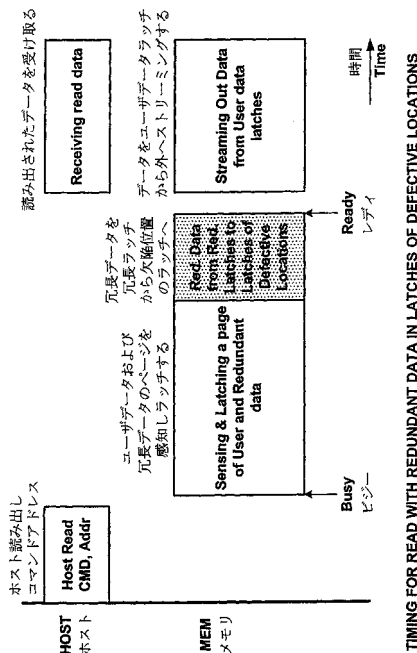 ホスト読み出し
コマンドアドレス
読み出されたデータを受け取る
HOST
ホスト
Host Read
CMD, Addr
Receiving read data
ユーザデータおよび
冗長データのページを
感知しラッチする
冗長データを
冗長ラッチ
から欠陥位置
のラッチへ
データをユーザデータラッチ
から外へストリーミングする
MEM
メモリ
Sensing & Latching a page
of User and Redundant
data
Red. Data
from Red.
Latches to
Latches of
Defective
Locations
Streaming Out Data
from User data
latches
Busy
ビジー
Ready
レディ
時間
Time
TIMING FOR READ WITH REDUNDANT DATA IN LATCHES OF DEFECTIVE LOCATIONS